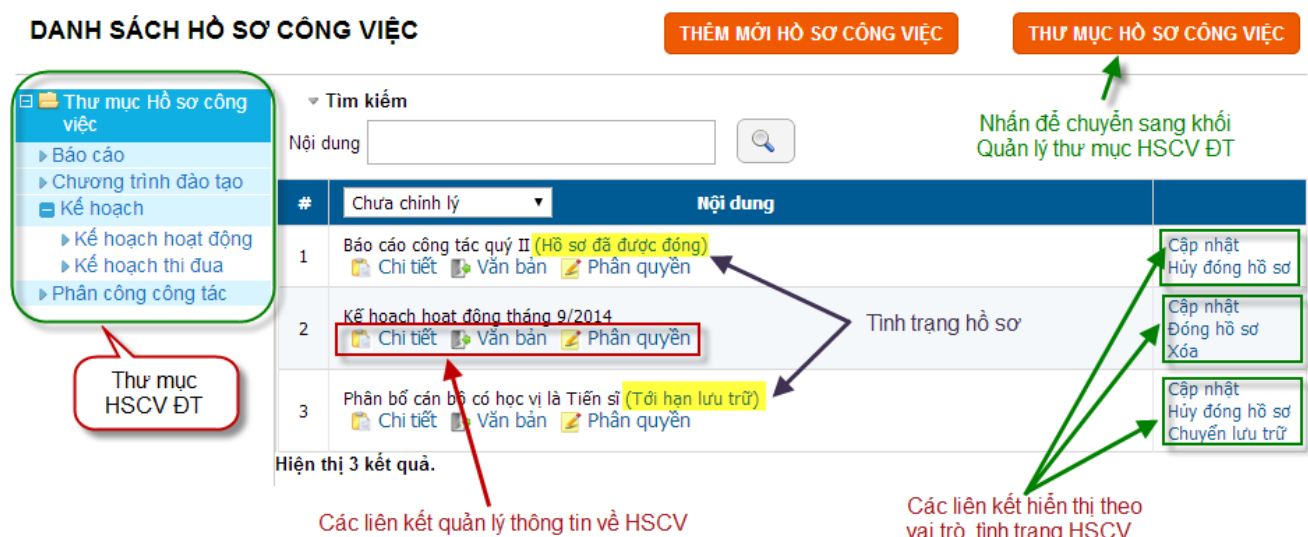 DANH SÁCH HỒ SƠ CÔNG VIỆC
THÊM MỚI HỒ SƠ CÔNG VIỆC
THƯ MỤC HỒ SƠ CÔNG VIỆC
Thư mục Hồ sơ công
việc
Báo cáo
Chương trình đào tạo
Kế hoạch
Kế hoạch hoạt động
Kế hoạch thi đua
Phân công công tác
Thư mục
HSCV ĐT
Tìm kiếm
Nội dung
Nhấn để chuyển sang khối
Quản lý thư mục HSCV ĐT
# Chưa chỉnh lý Nội dung
1 Báo cáo công tác quý II (Hồ sơ đã được đóng)
Chi tiết Văn bản Phân quyền
Cập nhật
Hủy đóng hồ sơ
2 Kế hoạch hoạt động tháng 9/2014
Chi tiết Văn bản Phân quyền
Cập nhật
Đóng hồ sơ
Xóa
Tình trạng hồ sơ
3 Phân bổ cán bộ có học vị là Tiến sĩ (Tới hạn lưu trữ)
Chi tiết Văn bản Phân quyền
Cập nhật
Hủy đóng hồ sơ
Chuyển lưu trữ
Hiện thị 3 kết quả.
Các liên kết quản lý thông tin về HSCV
Các liên kết hiển thị theo
vai trò, tình trạng HSCV